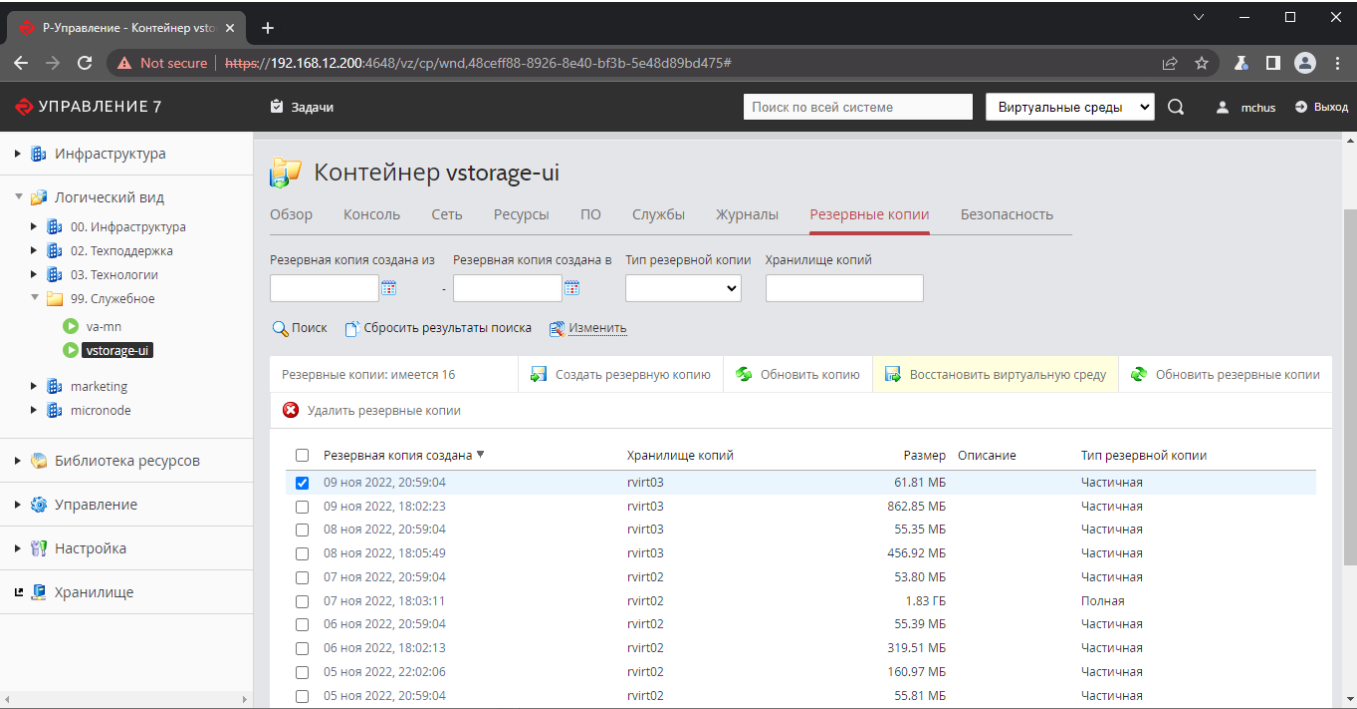 Р-Управление - Контейнер vsto
Not secure | https://192.168.12.200:4648/vz/cp/wnd,48ceff88-8926-8e40-bf3b-5e48d89bd475#
УПРАВЛЕНИЕ 7
Задачи
Поиск по всей системе
Виртуальные среды
mchus
Выход
Инфраструктура
Логический вид
00. Инфраструктура
02. Техподдержка
03. Технологии
99. Служебное
va-mn
vstorage-ui
marketing
micronode
Библиотека ресурсов
Управление
Настройка
Хранилище
Контейнер vstorage-ui
Обзор Консоль Сеть Ресурсы ПО Службы Журналы Резервные копии Безопасность
Резервная копия создана из Резервная копия создана в Тип резервной копии Хранилище копий
-
Поиск Сбросить результаты поиска Изменить
Резервные копии: имеется 16 Создать резервную копию Обновить копию Восстановить виртуальную среду Обновить резервные копии
Удалить резервные копии
Резервная копия создана Хранилище копий Размер Описание Тип резервной копии
09 ноя 2022, 20:59:04 rvirt03 61.81 МБ Частичная
09 ноя 2022, 18:02:23 rvirt03 862.85 МБ Частичная
08 ноя 2022, 20:59:04 rvirt03 55.35 МБ Частичная
08 ноя 2022, 18:05:49 rvirt03 456.92 МБ Частичная
07 ноя 2022, 20:59:04 rvirt02 53.80 МБ Частичная
07 ноя 2022, 18:03:11 rvirt02 1.83 ГБ Полная
06 ноя 2022, 20:59:04 rvirt02 55.39 МБ Частичная
06 ноя 2022, 18:02:13 rvirt02 319.51 МБ Частичная
05 ноя 2022, 22:02:06 rvirt02 160.97 МБ Частичная
05 ноя 2022, 20:59:04 rvirt02 55.81 МБ Частичная